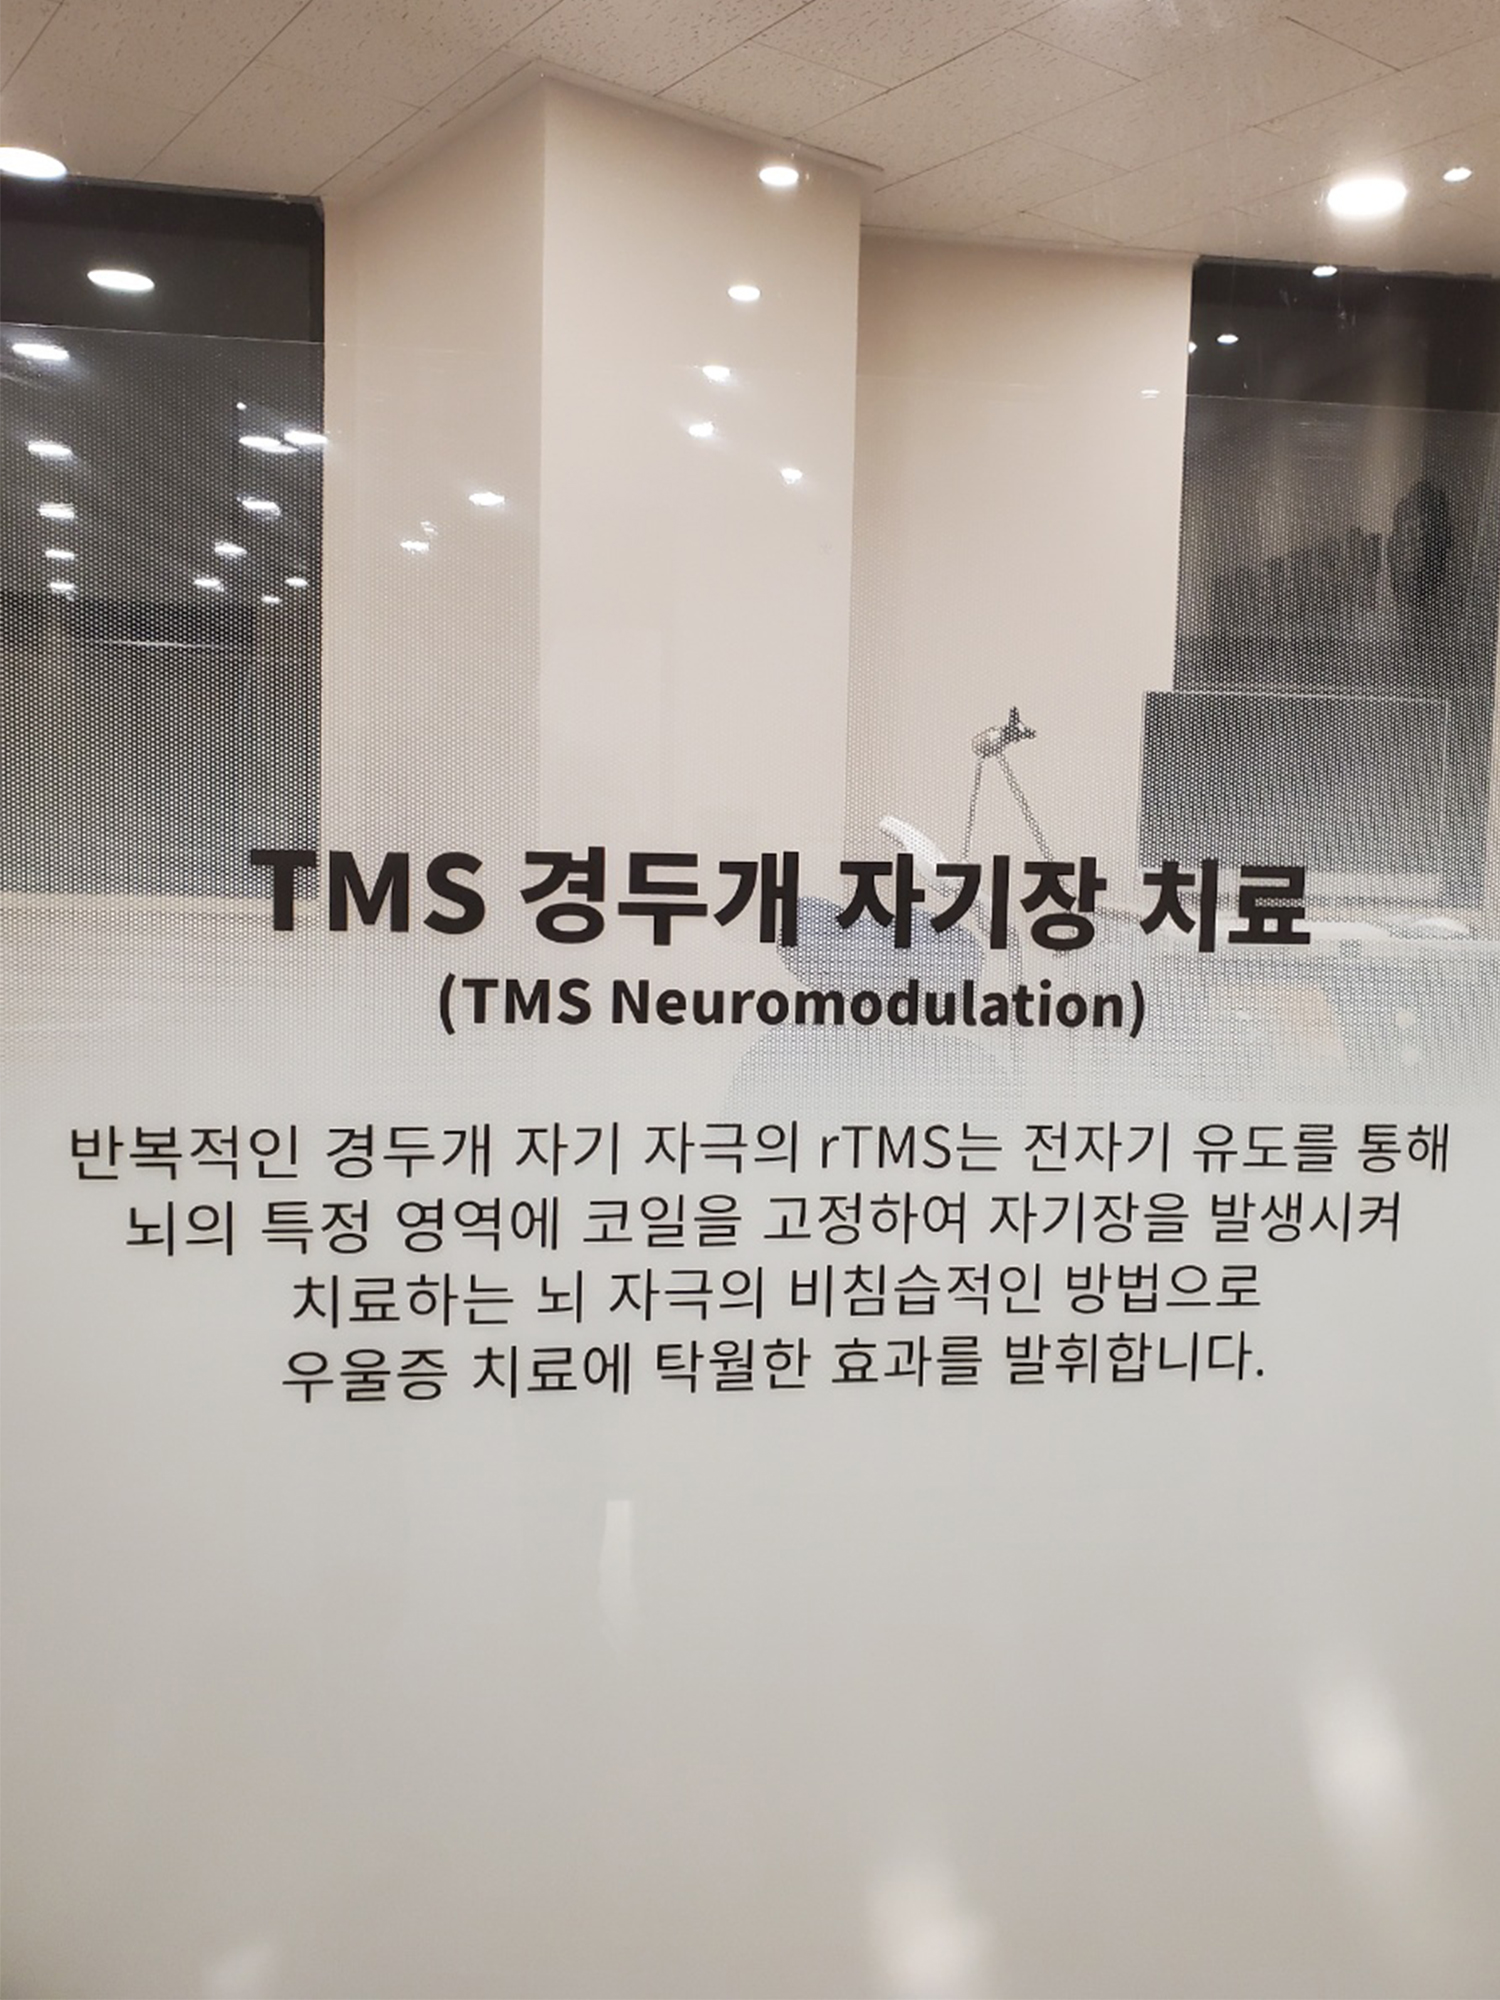 TMS 경두개 자기장 치료
(TMS Neuromodulation)
반복적인 경두개 자기 자극의 rTMS는 전자기 유도를 통해
뇌의 특정 영역에 코일을 고정하여 자기장을 발생시켜
치료하는 뇌 자극의 비침습적인 방법으로
우울증 치료에 탁월한 효과를 발휘합니다.